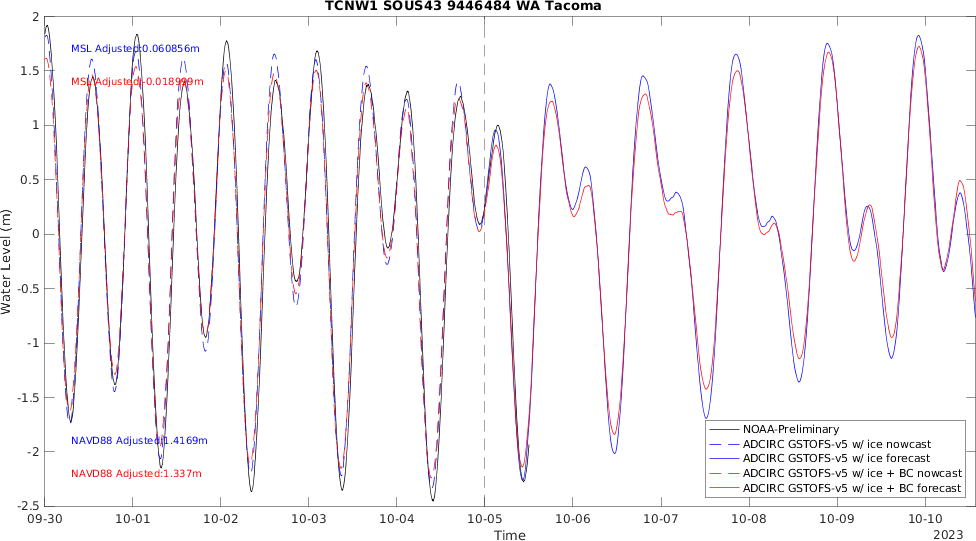 TCNW1 SOUS43 9446484 WA Tacoma
Water Level (m)
2
1.5
1
0.5
0
-0.5
-1
-1.5
-2
-2.5
MSL Adjusted:0.060856m
MSL Adjusted:-0.018999m
NAVD88 Adjusted:1.4169m
NAVD88 Adjusted:1.337m
NOAA-Preliminary
ADCIRC GSTOFS-v5 w/ ice nowcast
ADCIRC GSTOFS-v5 w/ ice forecast
ADCIRC GSTOFS-v5 w/ ice + BC nowcast
ADCIRC GSTOFS-v5 w/ ice + BC forecast
09-30 10-01 10-02 10-03 10-04 10-05 10-06 10-07 10-08 10-09 10-10
Time
2023